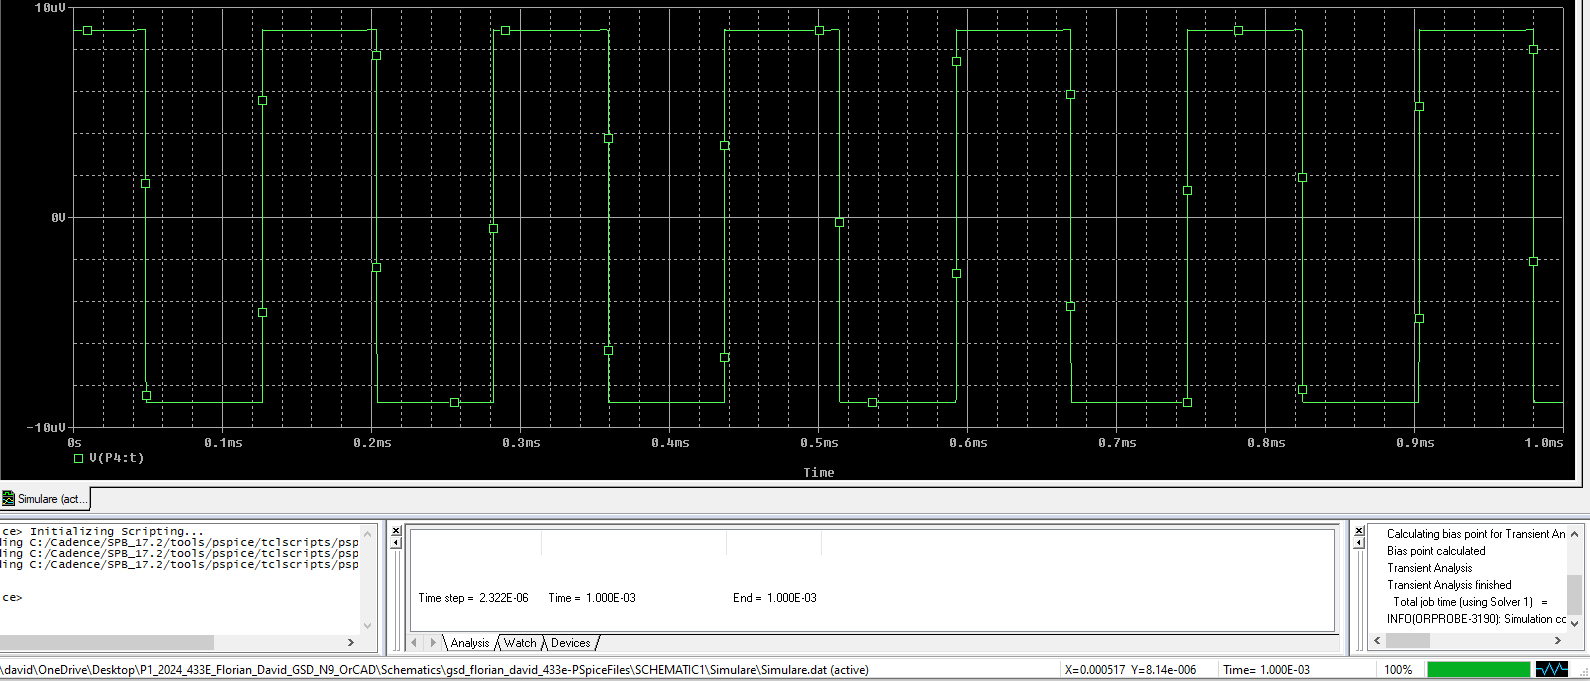 10uV
0V
-10uV
0s 0.1ms 0.2ms 0.3ms 0.4ms 0.5ms 0.6ms 0.7ms 0.8ms 0.9ms 1.0ms
V(P4:t)
Time
Simulare (act...
ce> Initializing Scripting...
ing C:/Cadence/SPB_17.2/tools/pspice/tclscripts/psp
ing C:/Cadence/SPB_17.2/tools/pspice/tclscripts/psp
ing C:/Cadence/SPB_17.2/tools/pspice/tclscripts/psp
ce>
Time step = 2.322E-06 Time = 1.000E-03 End = 1.000E-03
Analysis Watch Devices
Calculating bias point for Transient An
Bias point calculated
Transient Analysis
Transient Analysis finished
Total job time (using Solver 1) =
INFO(ORPROBE-3190): Simulation co
\david\OneDrive\Desktop\P1_2024_433E_Florian_David_GSD_N9_OrCAD\Schematics\gsd_florian_david_433e-PSpiceFiles\SCHEMATIC1\Simulare\Simulare.dat (active)
X=0.000517 Y=8.14e-006 Time= 1.000E-03 100%